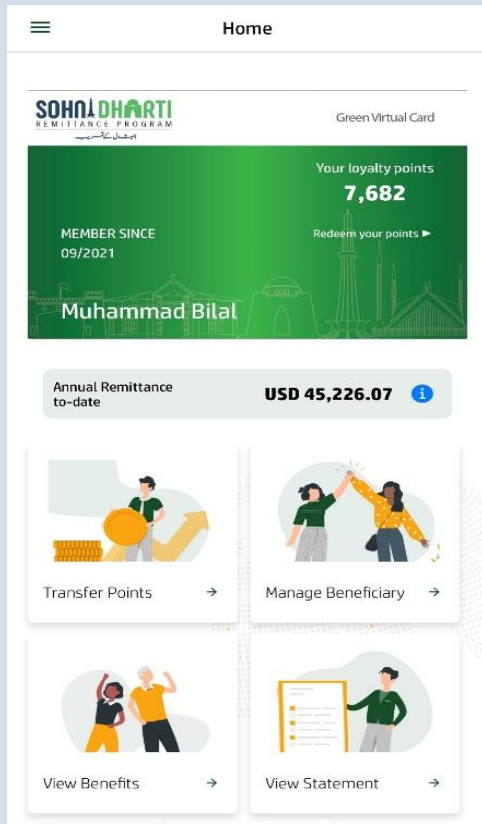 Home
SOHNI DHARTI
REMITTANCE PROGRAM
Green Virtual Card
Your loyalty points
7,682
MEMBER SINCE
09/2021
Redeem your points ►
Muhammad Bilal
Annual Remittance
to-date
USD 45,226.07
i
Transfer Points →
Manage Beneficiary →
View Benefits →
View Statement →